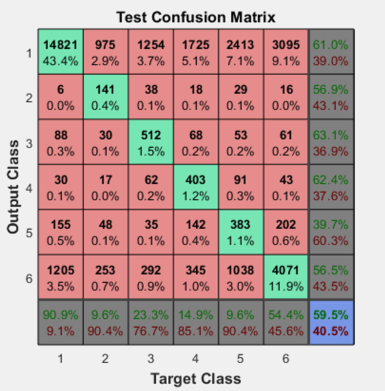 Test Confusion Matrix
14821 975 1254 1725 2413 3095 61.0%
1 43.4% 2.9% 3.7% 5.1% 7.1% 9.1% 39.0%
6 141 38 18 29 16 56.9%
2 0.0% 0.4% 0.1% 0.1% 0.1% 0.0% 43.1%
88 30 512 68 53 61 63.1%
3 0.3% 0.1% 1.5% 0.2% 0.2% 0.2% 36.9%
30 17 62 403 91 43 62.4%
4 0.1% 0.0% 0.2% 1.2% 0.3% 0.1% 37.6%
155 48 35 142 383 202 39.7%
5 0.5% 0.1% 0.1% 0.4% 1.1% 0.6% 60.3%
1205 253 292 345 1038 4071 56.5%
6 3.5% 0.7% 0.9% 1.0% 3.0% 11.9% 43.5%
90.9% 9.6% 23.3% 14.9% 9.6% 54.4% 59.5%
9.1% 90.4% 76.7% 85.1% 90.4% 45.6% 40.5%
1 2 3 4 5 6
Target Class
Output Class